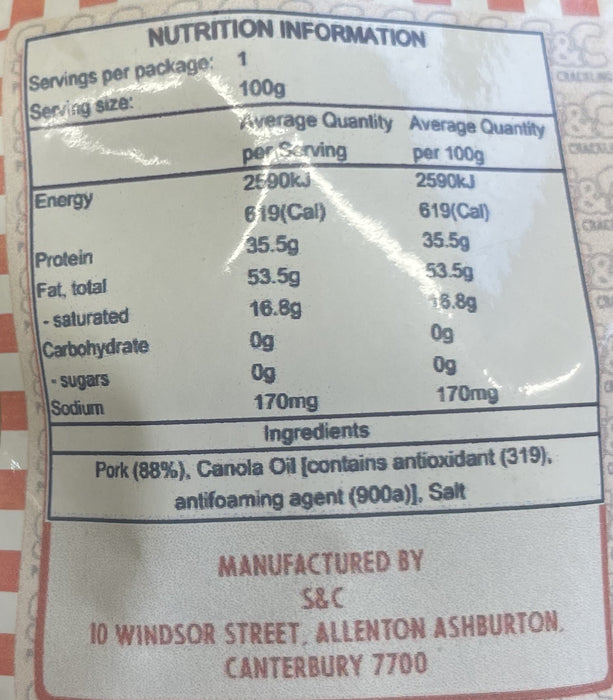 NUTRITION INFORMATION
Servings per package: 1
Serving size: 100g
Average Quantity per Serving Average Quantity per 100g
Energy 2590kJ 2590kJ
619(Cal) 619(Cal)
Protein 35.5g 35.5g
Fat, total 53.5g 53.5g
- saturated 16.8g 16.8g
Carbohydrate 0g 0g
- sugars 0g 0g
Sodium 170mg 170mg
Ingredients
Pork (88%), Canola Oil [contains antioxidant (319),
antifoaming agent (900a)], Salt
MANUFACTURED BY
S&C
10 WINDSOR STREET, ALLENTON ASHBURTON,
CANTERBURY 7700